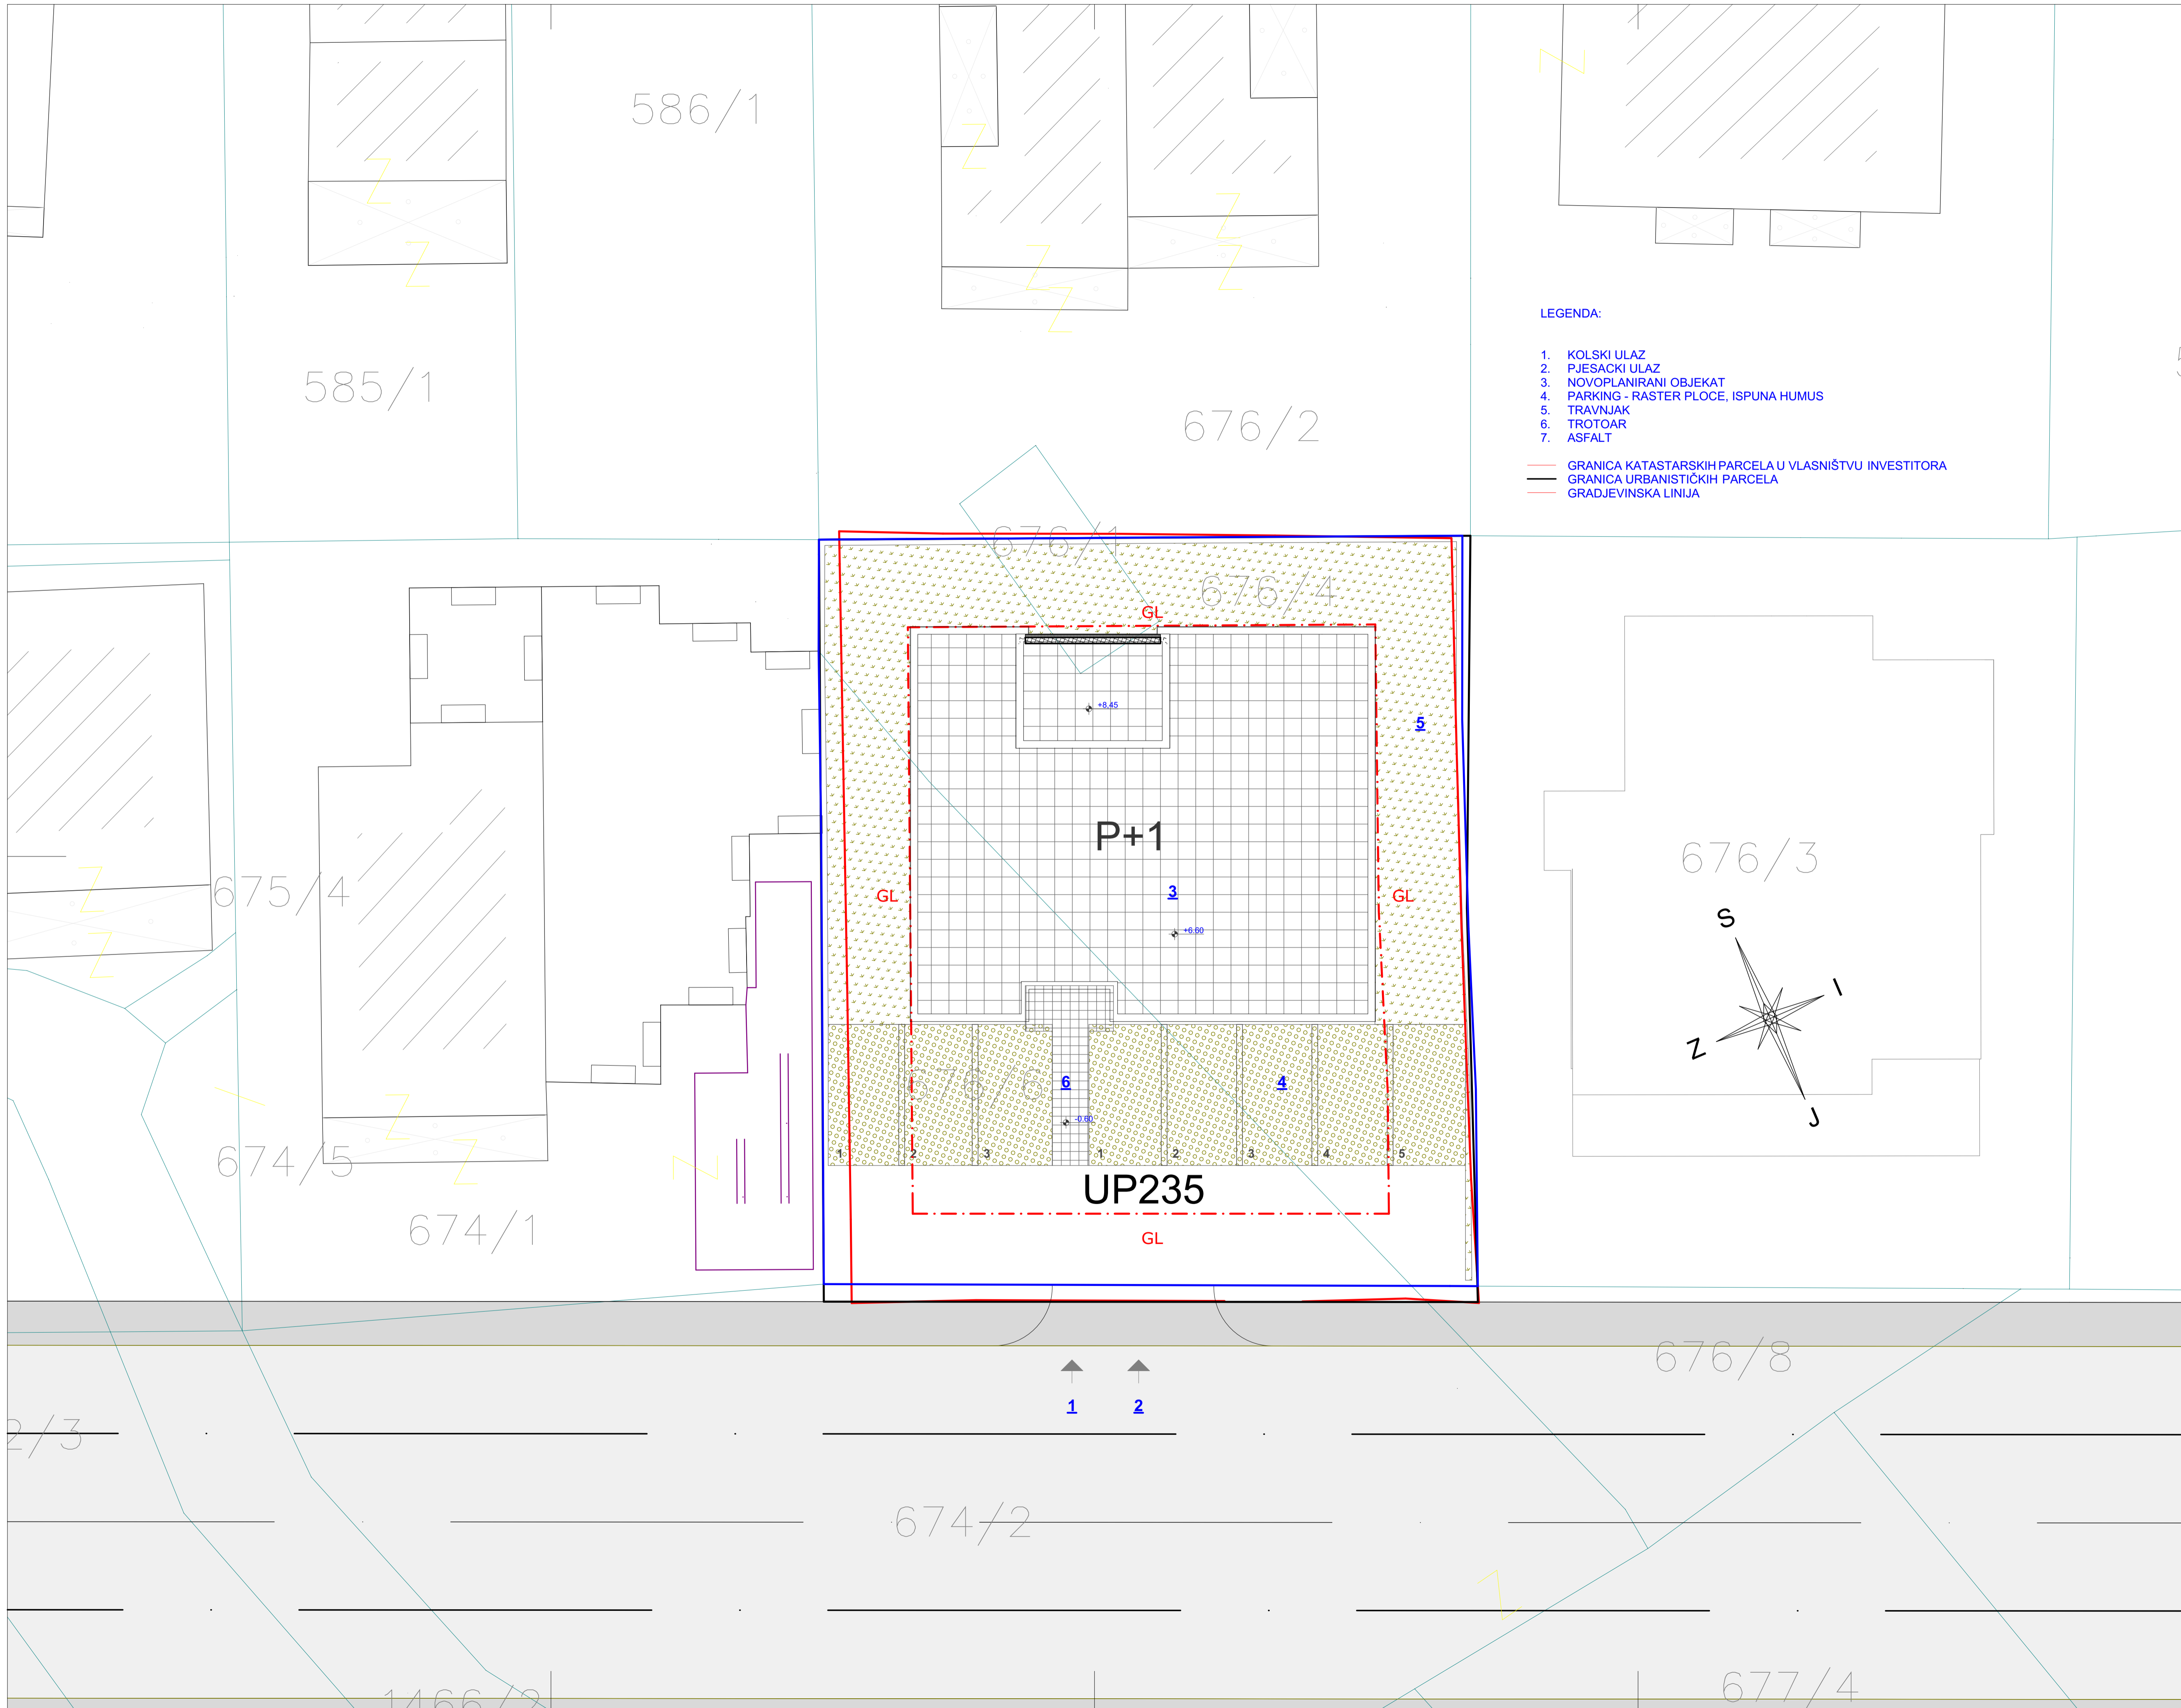 586/1
585/1
676/2
LEGENDA:
1. KOLSKI ULAZ
2. PJESACKI ULAZ
3. NOVOPLANIRANI OBJEKAT
4. PARKING - RASTER PLOCE, ISPUNA HUMUS
5. TRAVNJAK
6. TROTOAR
7. ASFALT
GRANICA KATASTARSKIH PARCELA U VLASNIŠTVU INVESTITORA
GRANICA URBANISTIČKIH PARCELA
GRADJEVINSKA LINIJA
676/1
676/4
GL
+8.45
5
P+1
3
GL
GL
+6.60
675/4
676/3
S
I
Z
J
6
4
-0.60
1 2 3 1 2 3 4 5
674/5
UP235
674/1
GL
676/8
1 2
2/3
674/2
677/4
1466/2